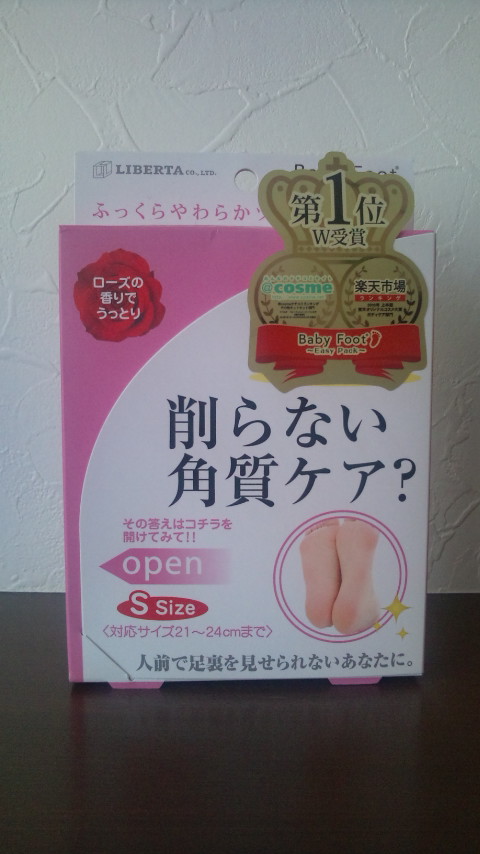 LIBERTA CO., LTD.
ふっくらやわらか
第1位
W受賞
@cosme
楽天市場
ランキング
Baby Foot
~Easy Pack~
ローズの
香りで
うっとり
削らない
角質ケア?
その答えはコチラを
開けてみて!!
open
S Size
〈対応サイズ21~24cmまで〉
人前で足裏を見せられないあなたに。